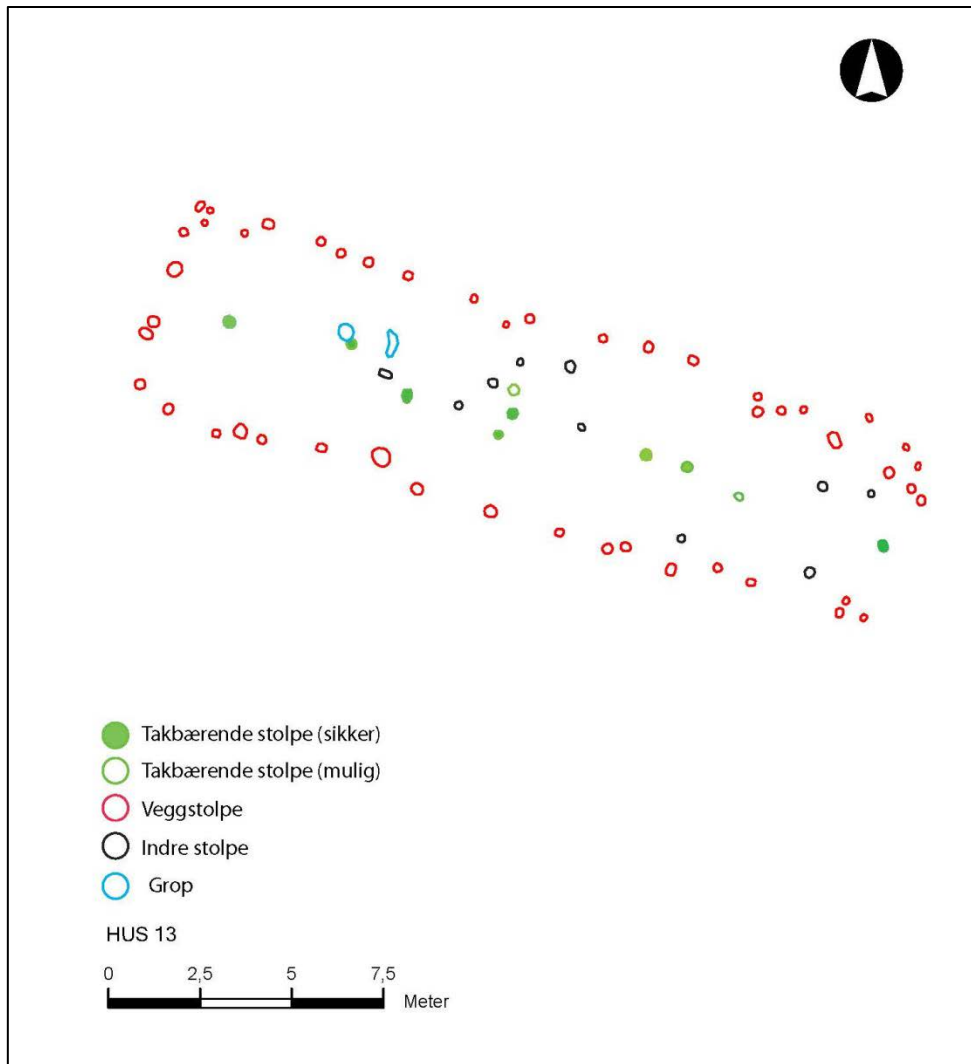 Takbærende stolpe (sikker)
Takbærende stolpe (mulig)
Veggstolpe
Indre stolpe
Grop
HUS 13
0 2,5 5 7,5
Meter